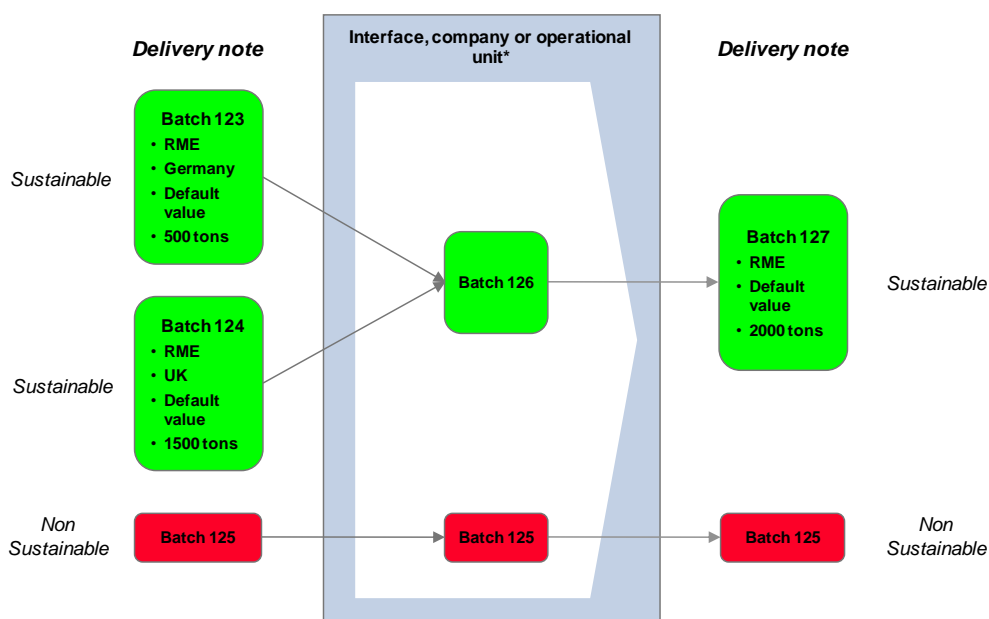 Delivery note
Interface, company or operational
unit*
Delivery note
Sustainable
Batch 123
• RME
• Germany
• Default
value
• 500 tons
Sustainable
Batch 124
• RME
• UK
• Default
value
• 1500 tons
Batch 126
Batch 127
• RME
• Default
value
• 2000 tons
Sustainable
Non
Sustainable
Batch 125
Batch 125
Batch 125
Non
Sustainable